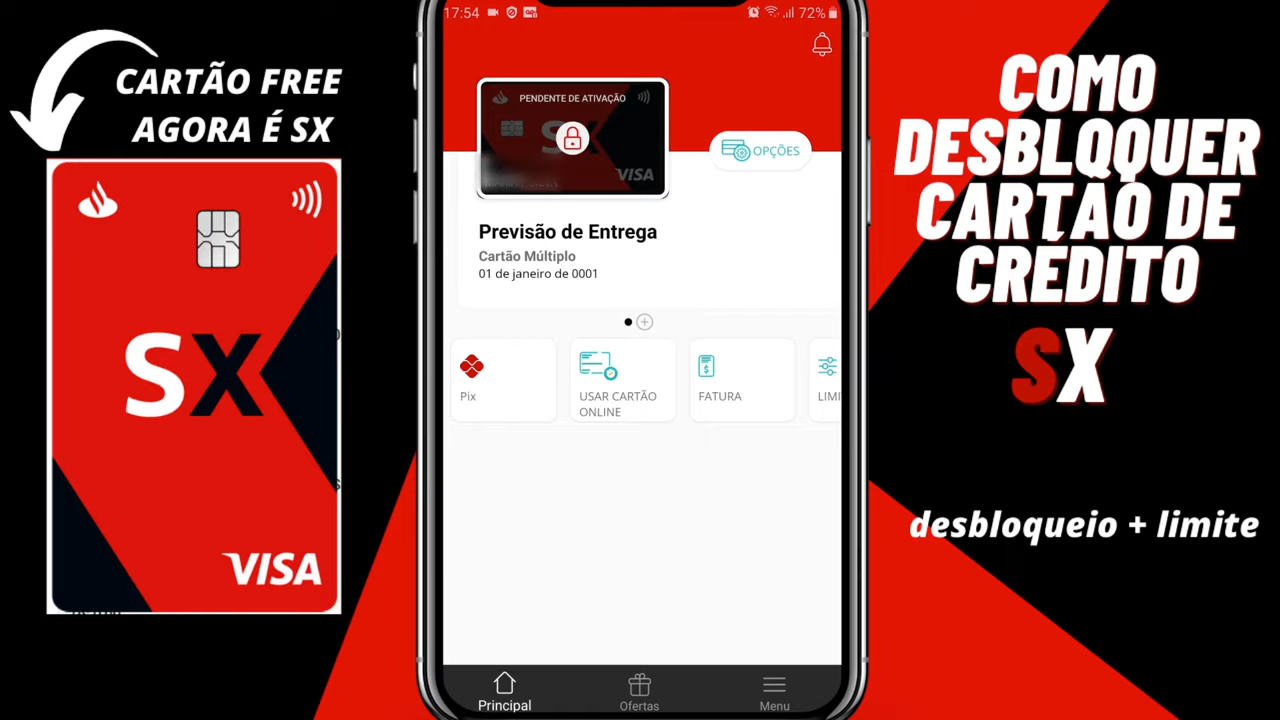 CARTÃO FREE
AGORA É SX
SX
VISA
17:54
72%
PENDENTE DE ATIVAÇÃO
SX
VISA
OPÇÕES
Previsão de Entrega
Cartão Múltiplo
01 de janeiro de 0001
Pix
USAR CARTÃO
ONLINE
FATURA
LIMI
Principal
Ofertas
Menu
COMO
DESBLOQUER
CARTÃO DE
CRÉDITO
SX
desbloqueio + limite